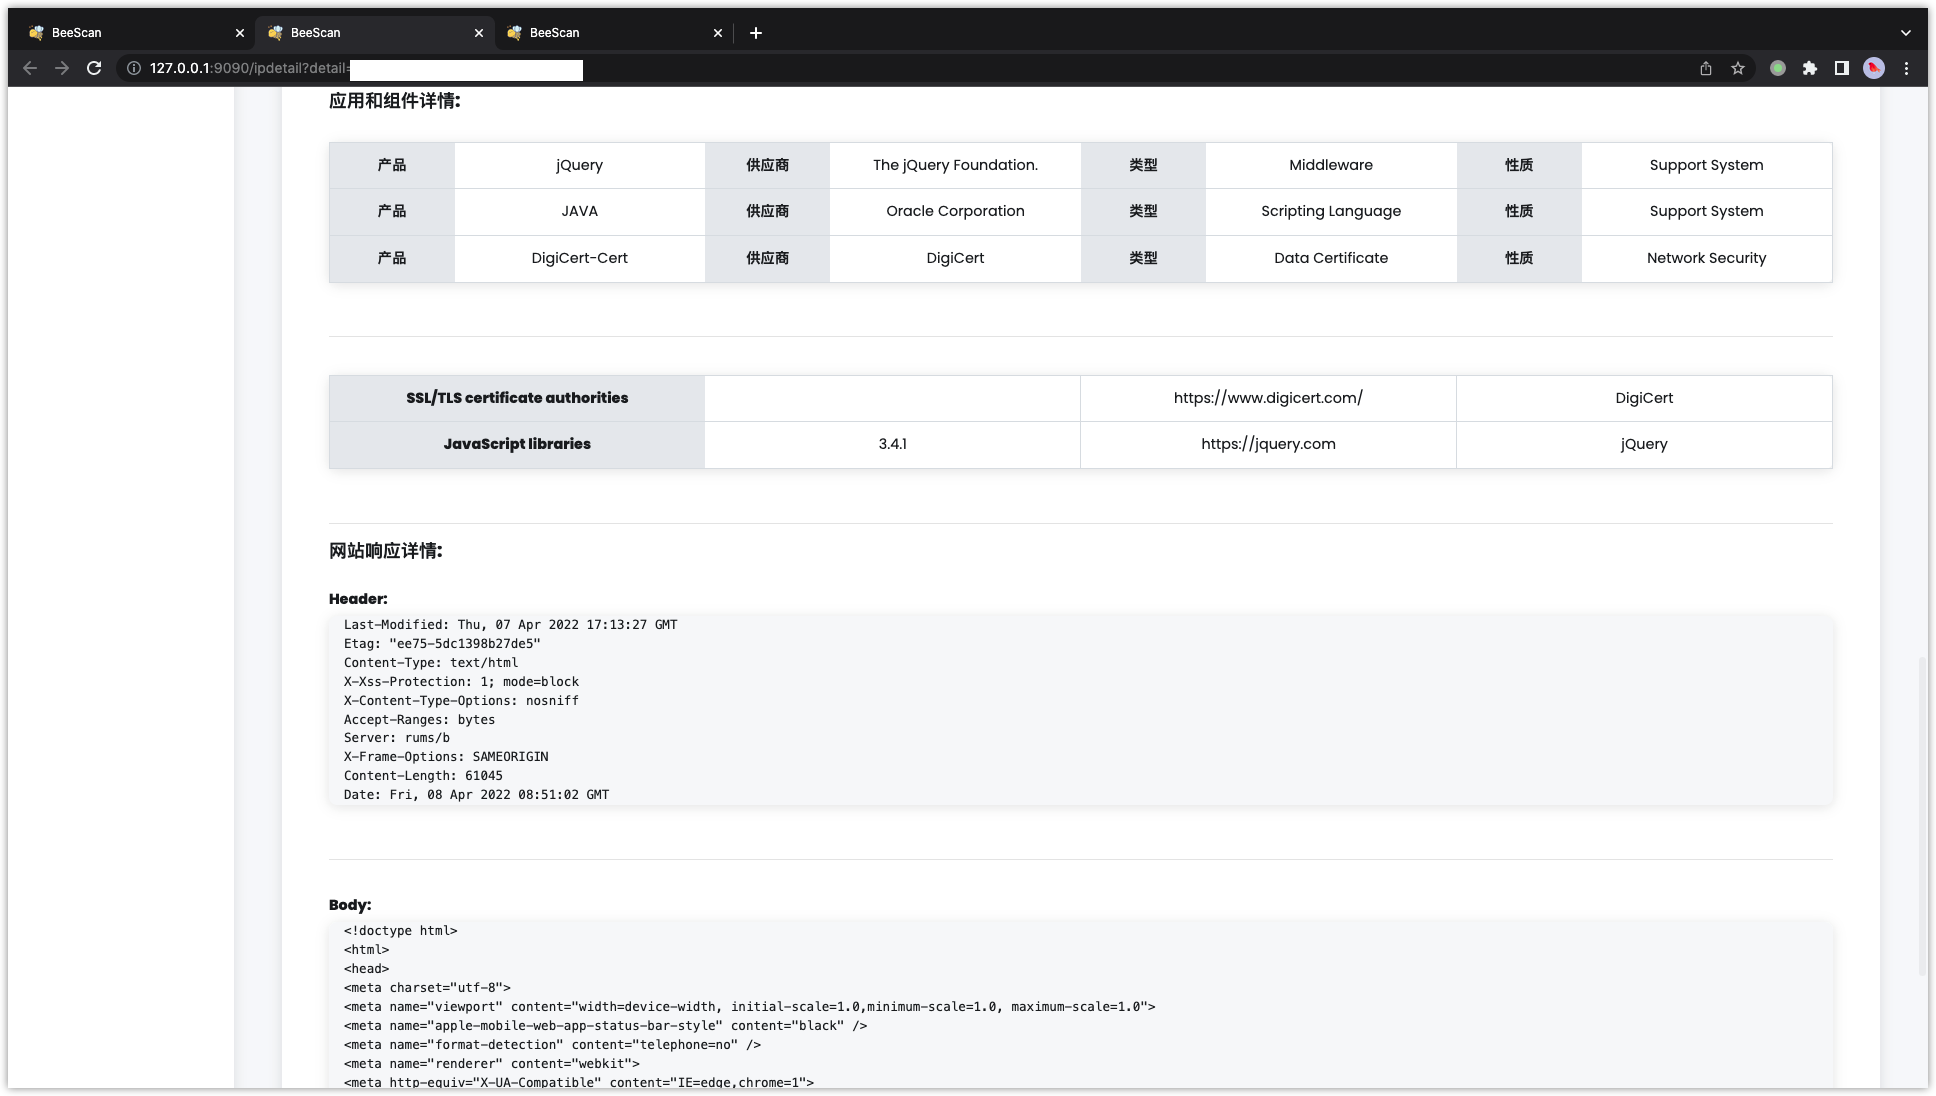 BeeScan
BeeScan
BeeScan
127.0.0.1:9090/ipdetail?detail=
应用和组件详情:
产品 jQuery 供应商 The jQuery Foundation. 类型 Middleware 性质 Support System
产品 JAVA 供应商 Oracle Corporation 类型 Scripting Language 性质 Support System
产品 DigiCert-Cert 供应商 DigiCert 类型 Data Certificate 性质 Network Security
SSL/TLS certificate authorities https://www.digicert.com/ DigiCert
JavaScript libraries 3.4.1 https://jquery.com jQuery
网站响应详情:
Header:
Last-Modified: Thu, 07 Apr 2022 17:13:27 GMT
Etag: "ee75-5dc1398b27de5"
Content-Type: text/html
X-Xss-Protection: 1; mode=block
X-Content-Type-Options: nosniff
Accept-Ranges: bytes
Server: rums/b
X-Frame-Options: SAMEORIGIN
Content-Length: 61045
Date: Fri, 08 Apr 2022 08:51:02 GMT
Body:
<!doctype html>
<html>
<head>
<meta charset="utf-8">
<meta name="viewport" content="width=device-width, initial-scale=1.0,minimum-scale=1.0, maximum-scale=1.0">
<meta name="apple-mobile-web-app-status-bar-style" content="black" />
<meta name="format-detection" content="telephone=no" />
<meta name="renderer" content="webkit">
<meta http-equiv="X-UA-Compatible" content="IE=edge,chrome=1">